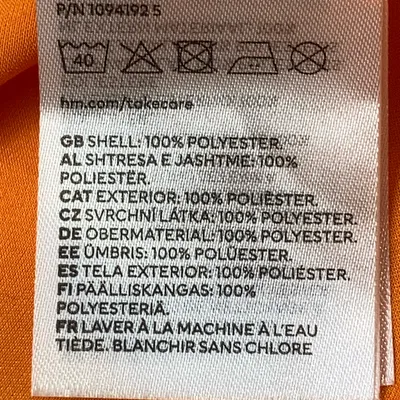 P/N 1094192 5
40
hm.com/takecare
GB SHELL: 100% POLYESTER.
AL SHTRESA E JASHTME: 100%
POLIESTËR.
CAT EXTERIOR: 100% POLIÈSTER.
CZ SVRCHNÍ LÁTKA: 100% POLYESTER.
DE OBERMATERIAL: 100% POLYESTER.
EE ÜMBRIS: 100% POLÜESTER.
ES TELA EXTERIOR: 100% POLIÉSTER.
FI PÄÄLLISKANGAS: 100%
POLYESTERIÄ.
FR LAVER À LA MACHINE À L'EAU
TIÈDE. BLANCHIR SANS CHLORE